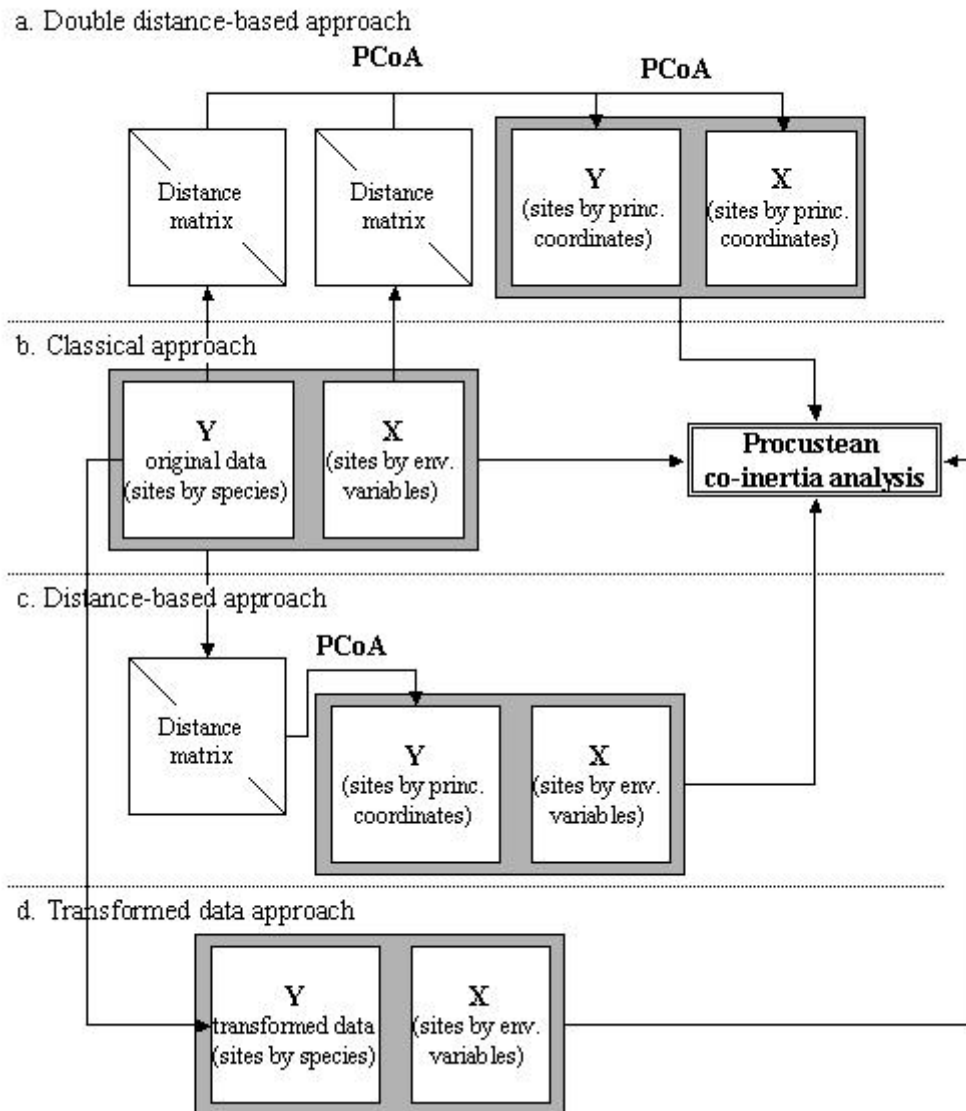 a. Double distance-based approach
PCoA
PCoA
Distance
matrix
Distance
matrix
Y
(sites by princ.
coordinates)
X
(sites by princ.
coordinates)
b. Classical approach
Y
original data
(sites by species)
X
(sites by env.
variables)
Procustean
co-inertia analysis
c. Distance-based approach
PCoA
Distance
matrix
Y
(sites by princ.
coordinates)
X
(sites by env.
variables)
d. Transformed data approach
Y
transformed data
(sites by species)
X
(sites by env.
variables)